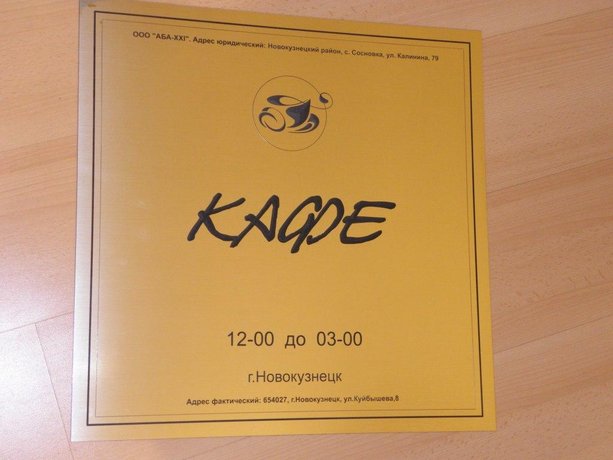 ООО "АБА-XXI". Адрес юридический: Новокузнецкий район, с. Сосновка, ул. Калинина, 79
КАФЕ
12-00 до 03-00
г.Новокузнецк
Адрес фактический: 654027, г.Новокузнецк, ул.Куйбышева,8